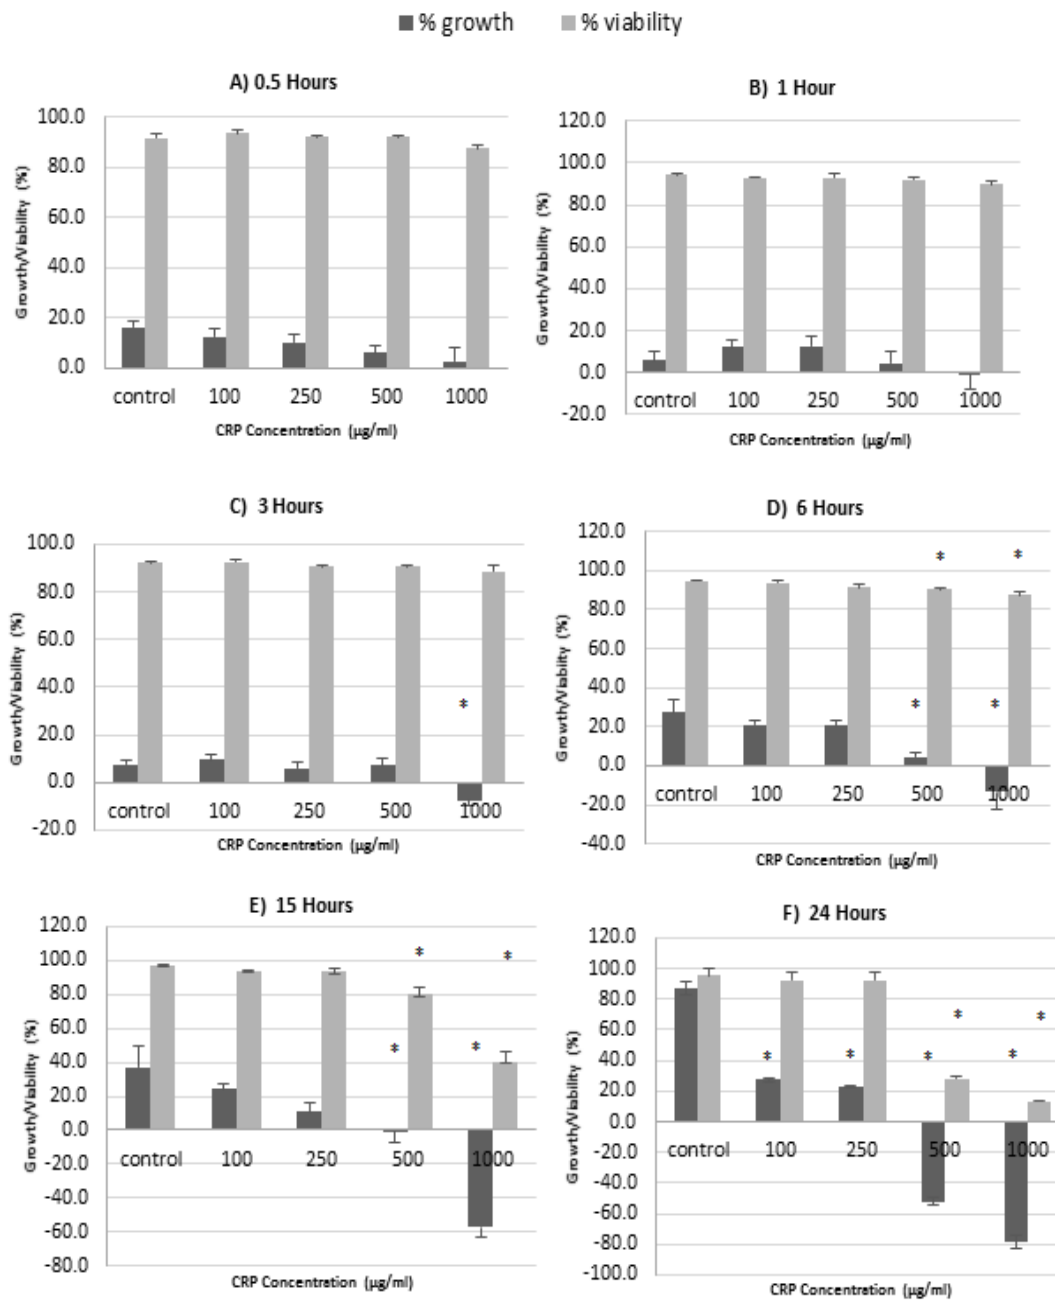 % growth % viability
A) 0.5 Hours
100.0
80.0
60.0
40.0
20.0
0.0
Growth/Viability (%)
control 100 250 500 1000
CRP Concentration (µg/ml)
B) 1 Hour
120.0
100.0
80.0
60.0
40.0
20.0
0.0
-20.0
Growth/Viability (%)
control 100 250 500 1000
CRP Concentration (µg/ml)
C) 3 Hours
100.0
80.0
60.0
40.0
20.0
0.0
-20.0
Growth/Viability (%)
*
control 100 250 500 1000
CRP Concentration (µg/ml)
D) 6 Hours
120.0
100.0
80.0
60.0
40.0
20.0
0.0
-20.0
-40.0
Growth/Viability (%)
* *
* *
control 100 250 500 1000
CRP Concentration (µg/ml)
E) 15 Hours
120.0
100.0
80.0
60.0
40.0
20.0
0.0
-20.0
-40.0
-60.0
-80.0
Growth/Viability (%)
* *
* *
control 100 250 500 1000
CRP Concentration (µg/ml)
F) 24 Hours
120.0
100.0
80.0
60.0
40.0
20.0
0.0
-20.0
-40.0
-60.0
-80.0
-100.0
Growth/Viability (%)
* *
* * * *
control 100 250 500 1000
CRP Concentration (µg/ml)